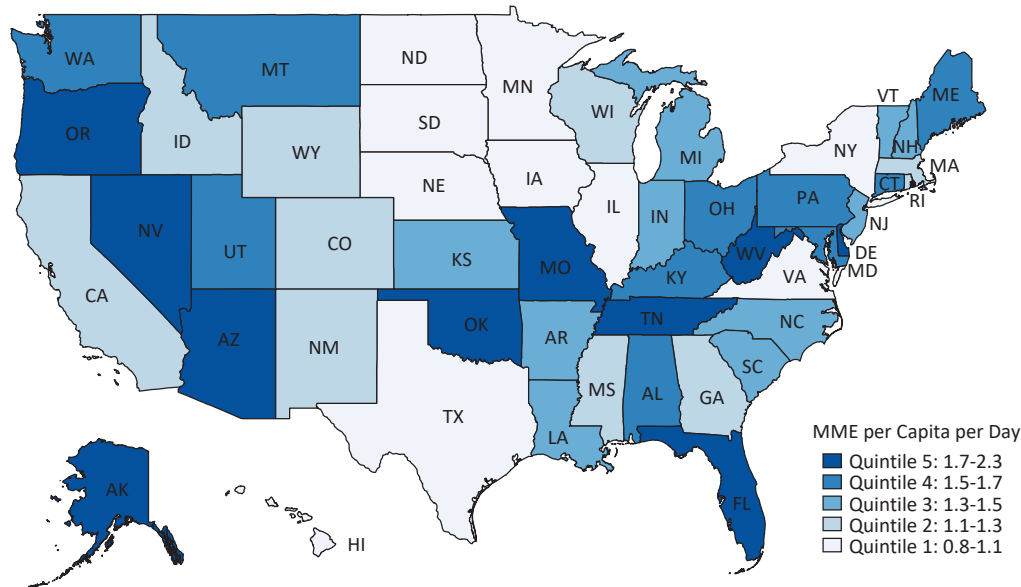 WA
MT
ND
MN
VT
ME
OR
ID
SD
WI
NH
WY
MI
NY
MA
NE
IA
CT
RI
PA
NV
IL
IN
OH
NJ
UT
CO
WV
DE
KS
MO
MD
CA
KY
VA
TN
NC
AZ
OK
NM
AR
SC
MS
AL
GA
TX
LA
MME per Capita per Day
Quintile 5: 1.7-2.3
Quintile 4: 1.5-1.7
Quintile 3: 1.3-1.5
Quintile 2: 1.1-1.3
Quintile 1: 0.8-1.1
AK
FL
HI